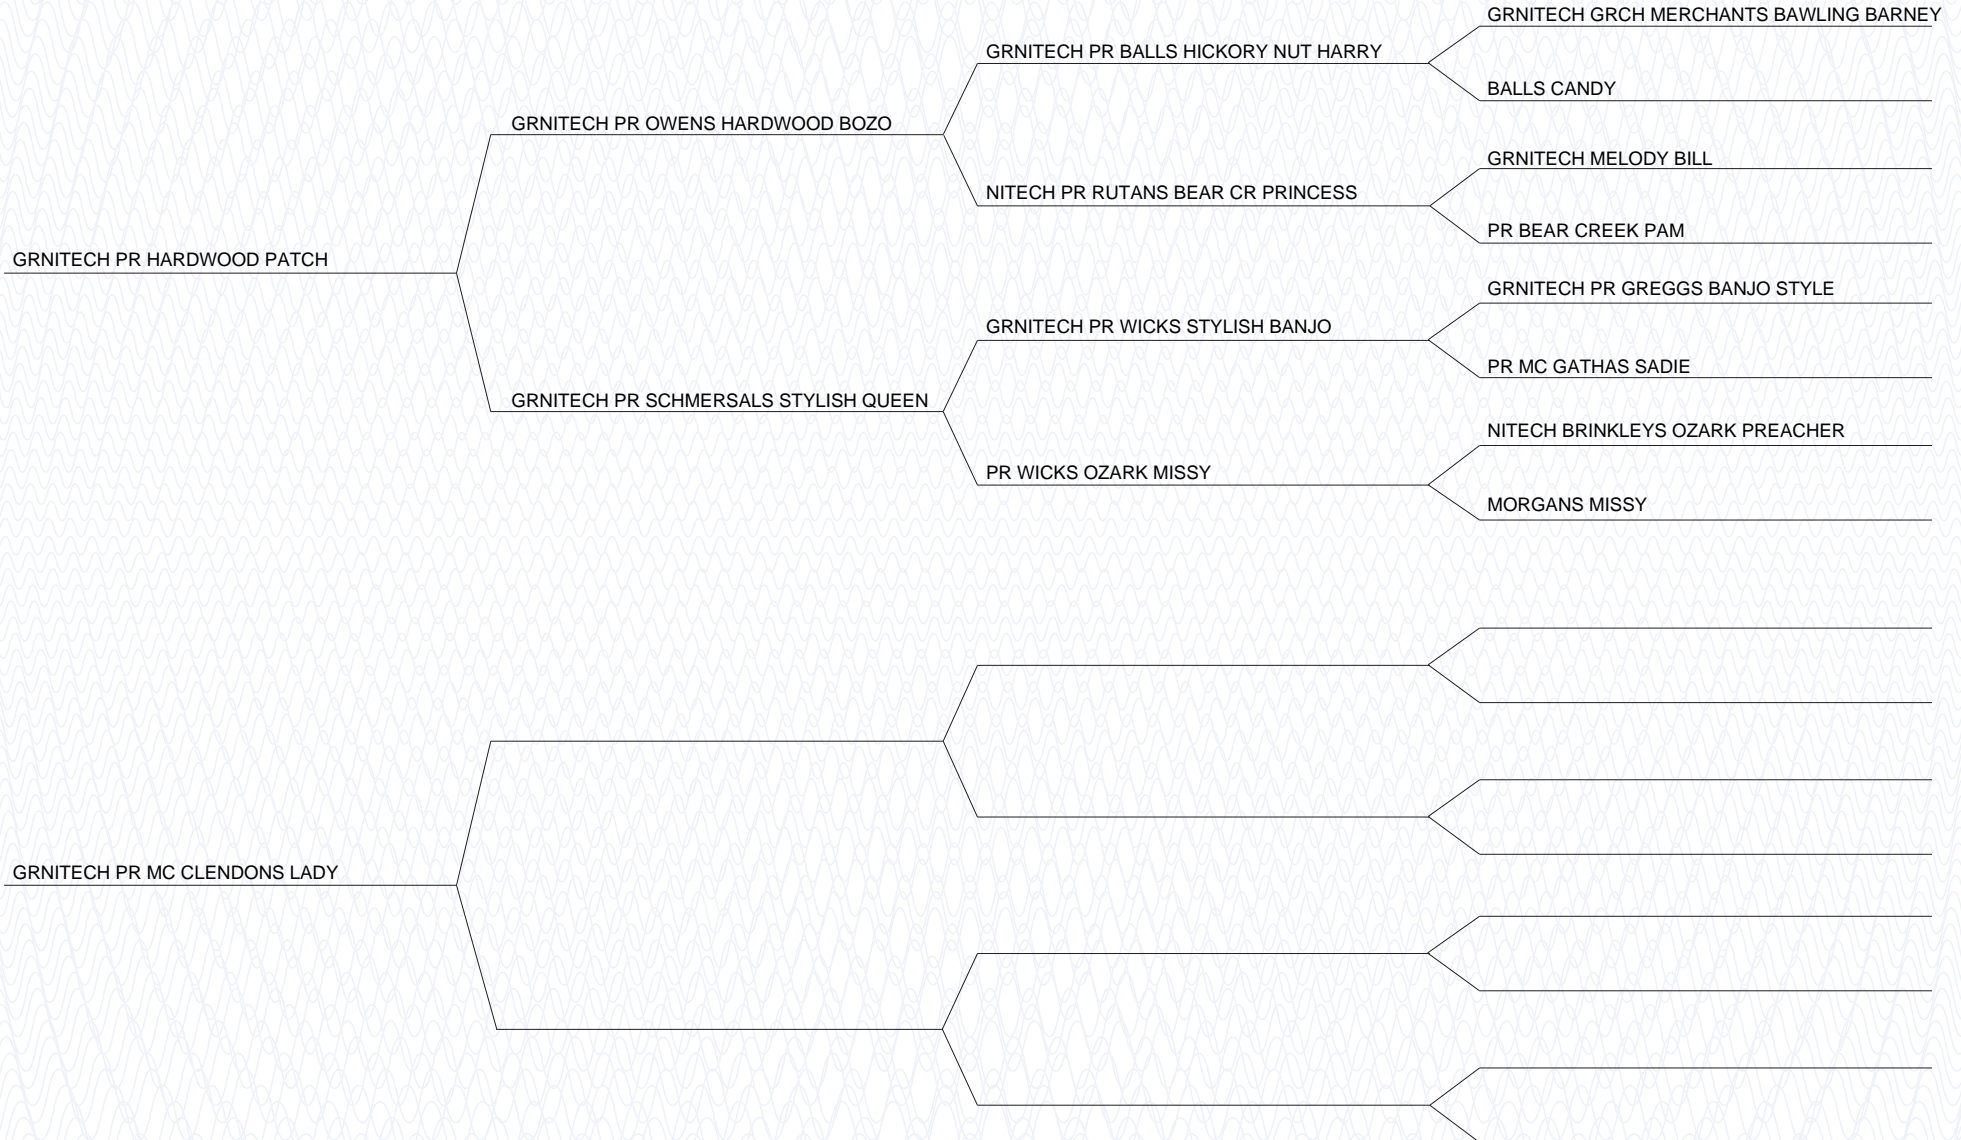 GRNITECH GRCH MERCHANTS BAWLING BARNEY
GRNITECH PR BALLS HICKORY NUT HARRY
BALLS CANDY
GRNITECH PR OWENS HARDWOOD BOZO
GRNITECH MELODY BILL
NITECH PR RUTANS BEAR CR PRINCESS
PR BEAR CREEK PAM
GRNITECH PR HARDWOOD PATCH
GRNITECH PR GREGGS BANJO STYLE
GRNITECH PR WICKS STYLISH BANJO
PR MC GATHAS SADIE
GRNITECH PR SCHMERSALS STYLISH QUEEN
NITECH BRINKLEYS OZARK PREACHER
PR WICKS OZARK MISSY
MORGANS MISSY
GRNITECH PR MC CLENDONS LADY